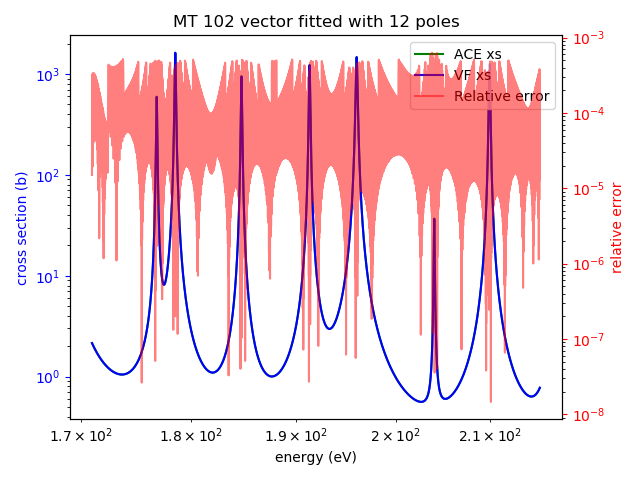 MT 102 vector fitted with 12 poles
ACE xs
VF xs
Relative error
cross section (b)
10³
10²
10¹
10⁰
10⁻³
10⁻⁴
10⁻⁵
10⁻⁶
10⁻⁷
10⁻⁸
relative error
1.7 × 10² 1.8 × 10² 1.9 × 10² 2 × 10² 2.1 × 10²
energy (eV)